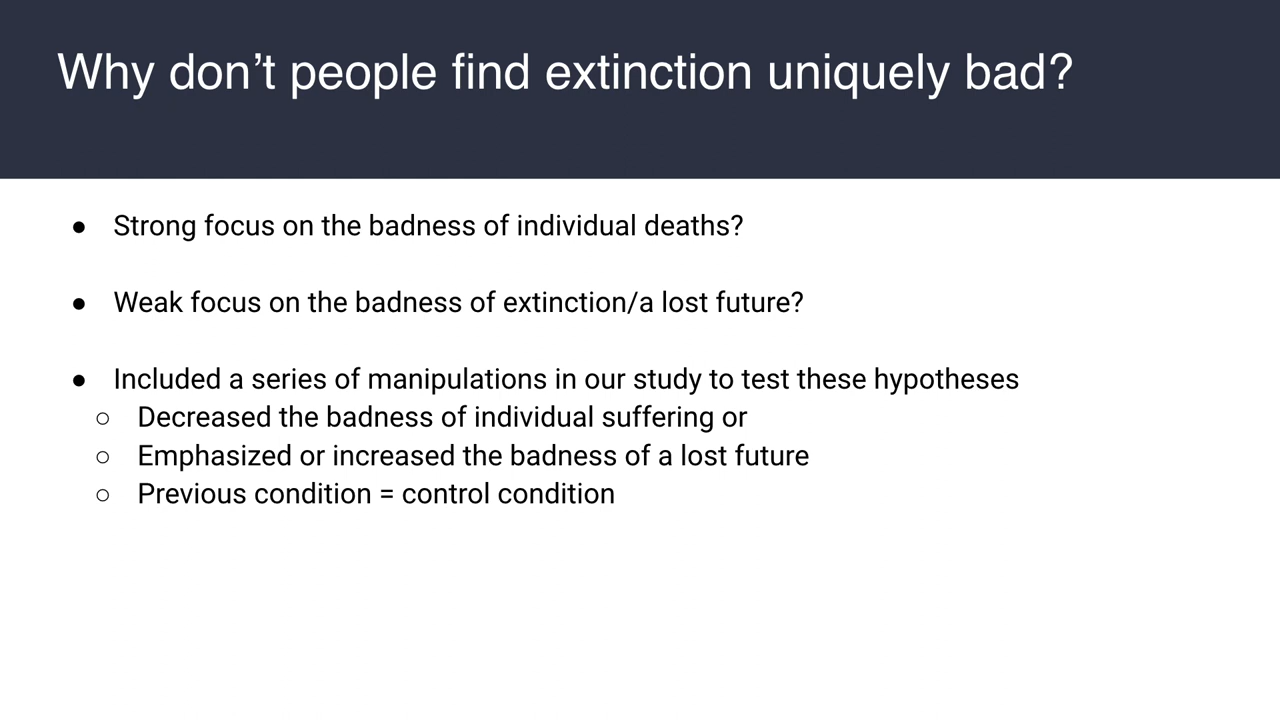 Why don’t people find extinction uniquely bad?
● Strong focus on the badness of individual deaths?
● Weak focus on the badness of extinction/a lost future?
● Included a series of manipulations in our study to test these hypotheses
○ Decreased the badness of individual suffering or
○ Emphasized or increased the badness of a lost future
○ Previous condition = control condition